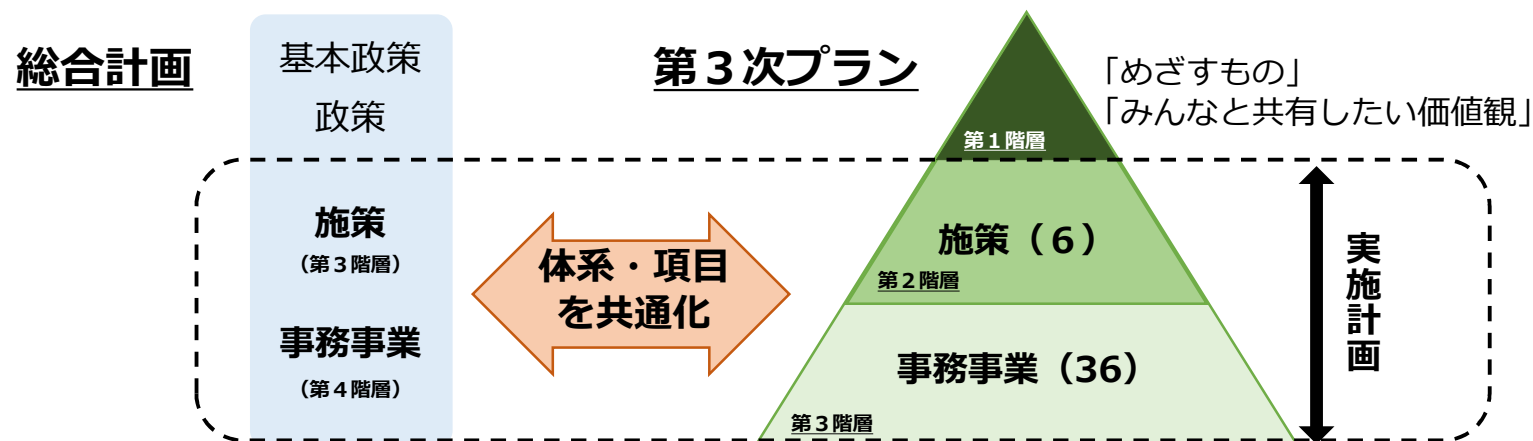 総合計画
基本政策
政策
施策
（第３階層）
事務事業
（第４階層）
体系・項目
を共通化
第３次プラン
「めざすもの」
「みんなと共有したい価値観」
第１階層
施策（６）
第２階層
事務事業（36）
第３階層
実施計画